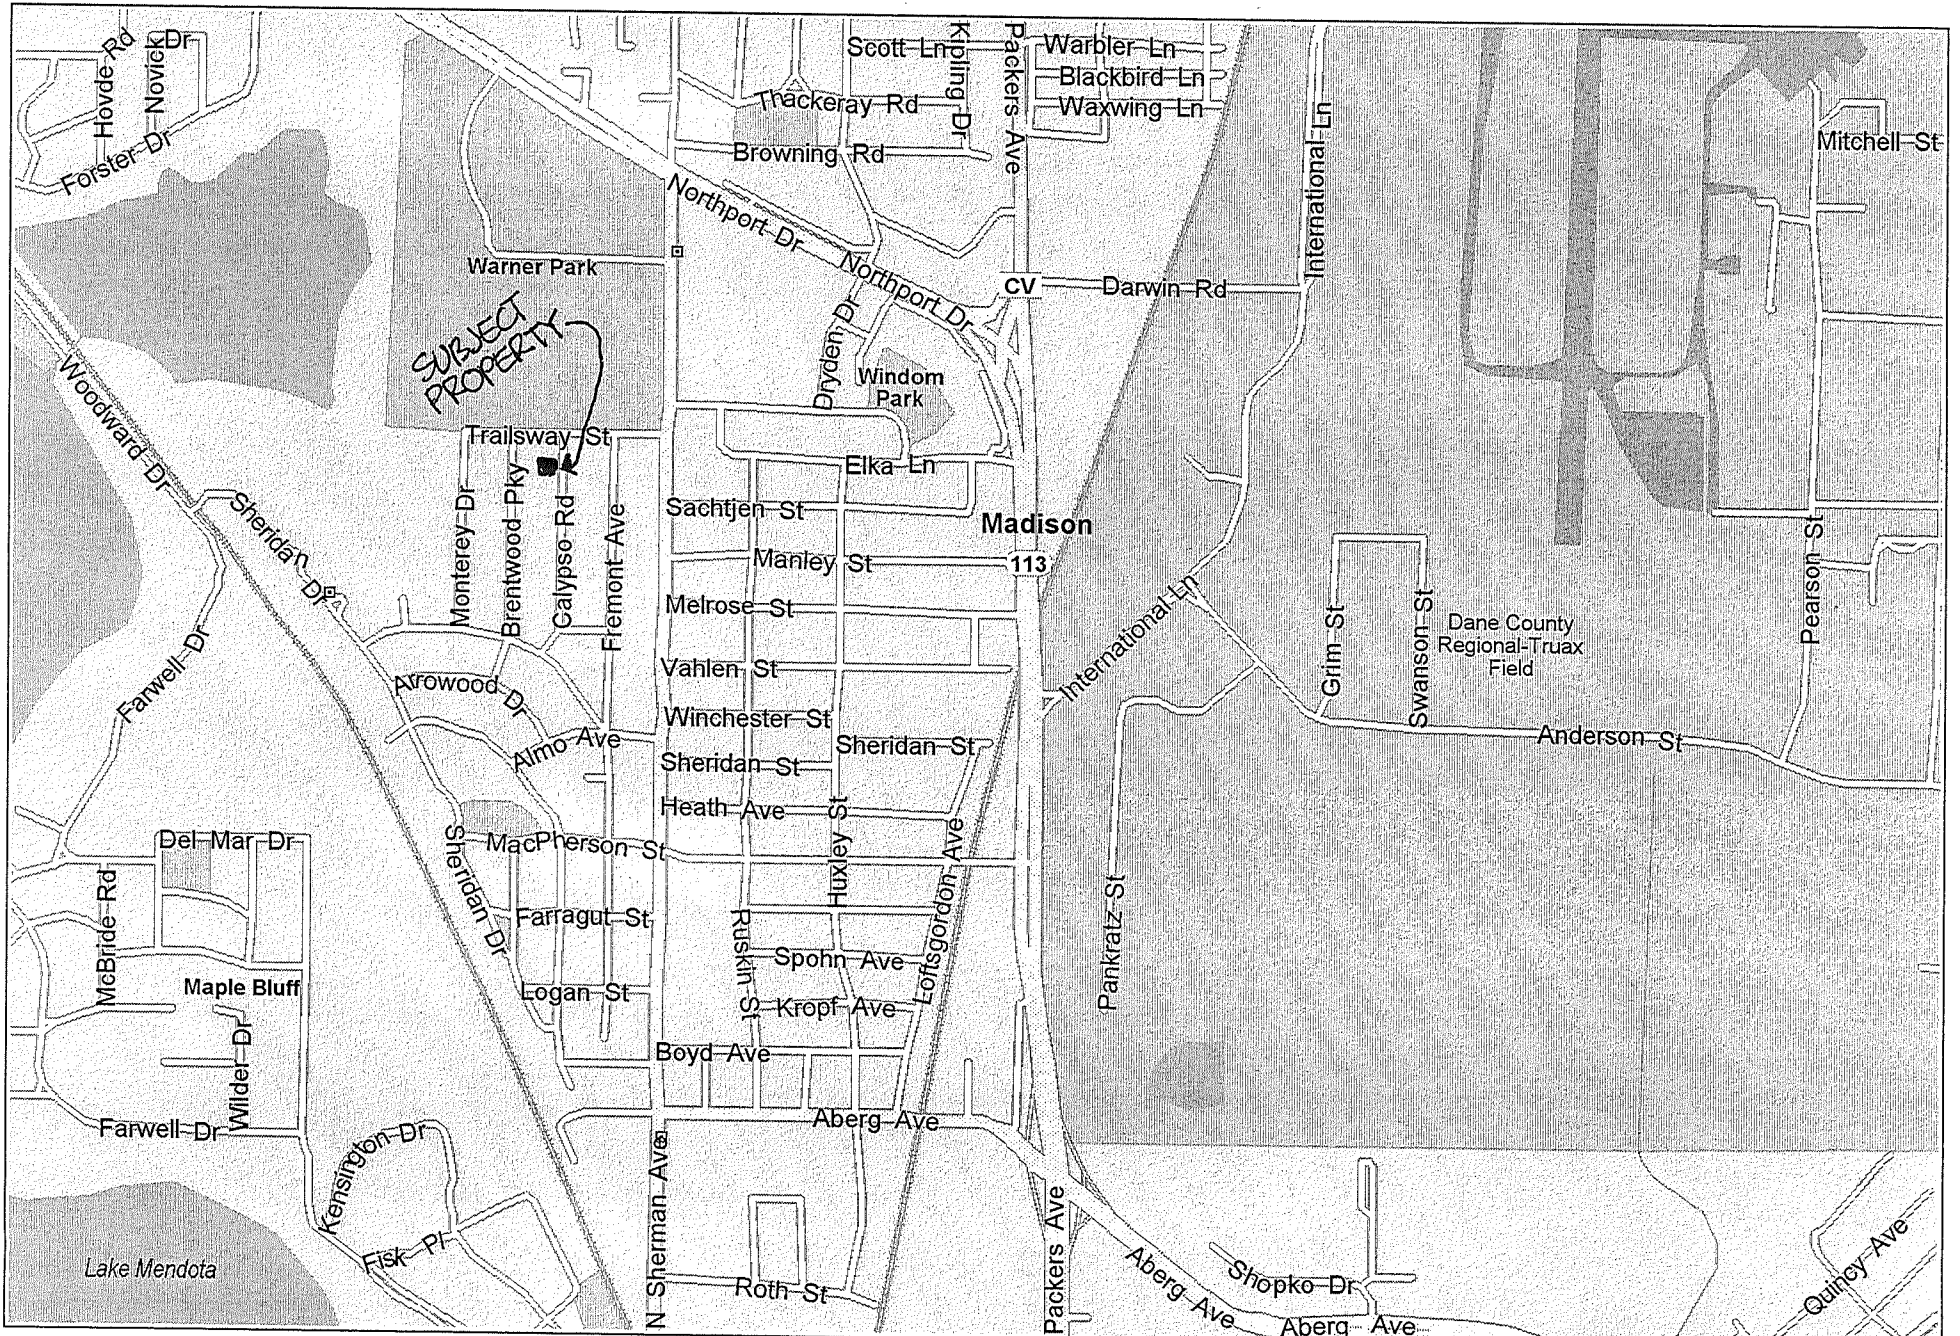 Hovde Rd
Novick Dr
Forster Dr
Scott Ln
Kipling Dr
Packers Ave
Warbler Ln
Blackbird Ln
Waxwing Ln
Thackeray Rd
Browning Rd
Mitchell St
International Ln
Northport Dr
Northport Dr
Warner Park
CV
Darwin Rd
SUBJECT
PROPERTY
Dryden Dr
Windom
Park
Woodward Dr
Trailsway St
Elka Ln
Sheridan Dr
Monterey Dr
Brentwood Pky
Calypso Rd
Fremont Ave
Sachtjen St
Madison
Manley St
113
Pearson St
Melrose St
International Ln
Grim St
Swanson St
Dane County
Regional-Truax
Field
Farwell Dr
Vahlen St
Arrowood Dr
Winchester St
Almo Ave
Sheridan St
Sheridan St
Anderson St
Heath Ave
Huxley St
Del Mar Dr
MacPherson St
Sheridan Dr
McBride Rd
Farragut St
Ruskin St
Loftsgordon Ave
Pankratz St
Spohn Ave
Maple Bluff
Logan St
Kropf Ave
Wilder Dr
Boyd Ave
Farwell Dr
Aberg Ave
Kensington Dr
N Sherman Ave
Packers Ave
Fisk Pl
Lake Mendota
Roth St
Aberg Ave
Shopko Dr
Quincy Ave
Aberg Ave